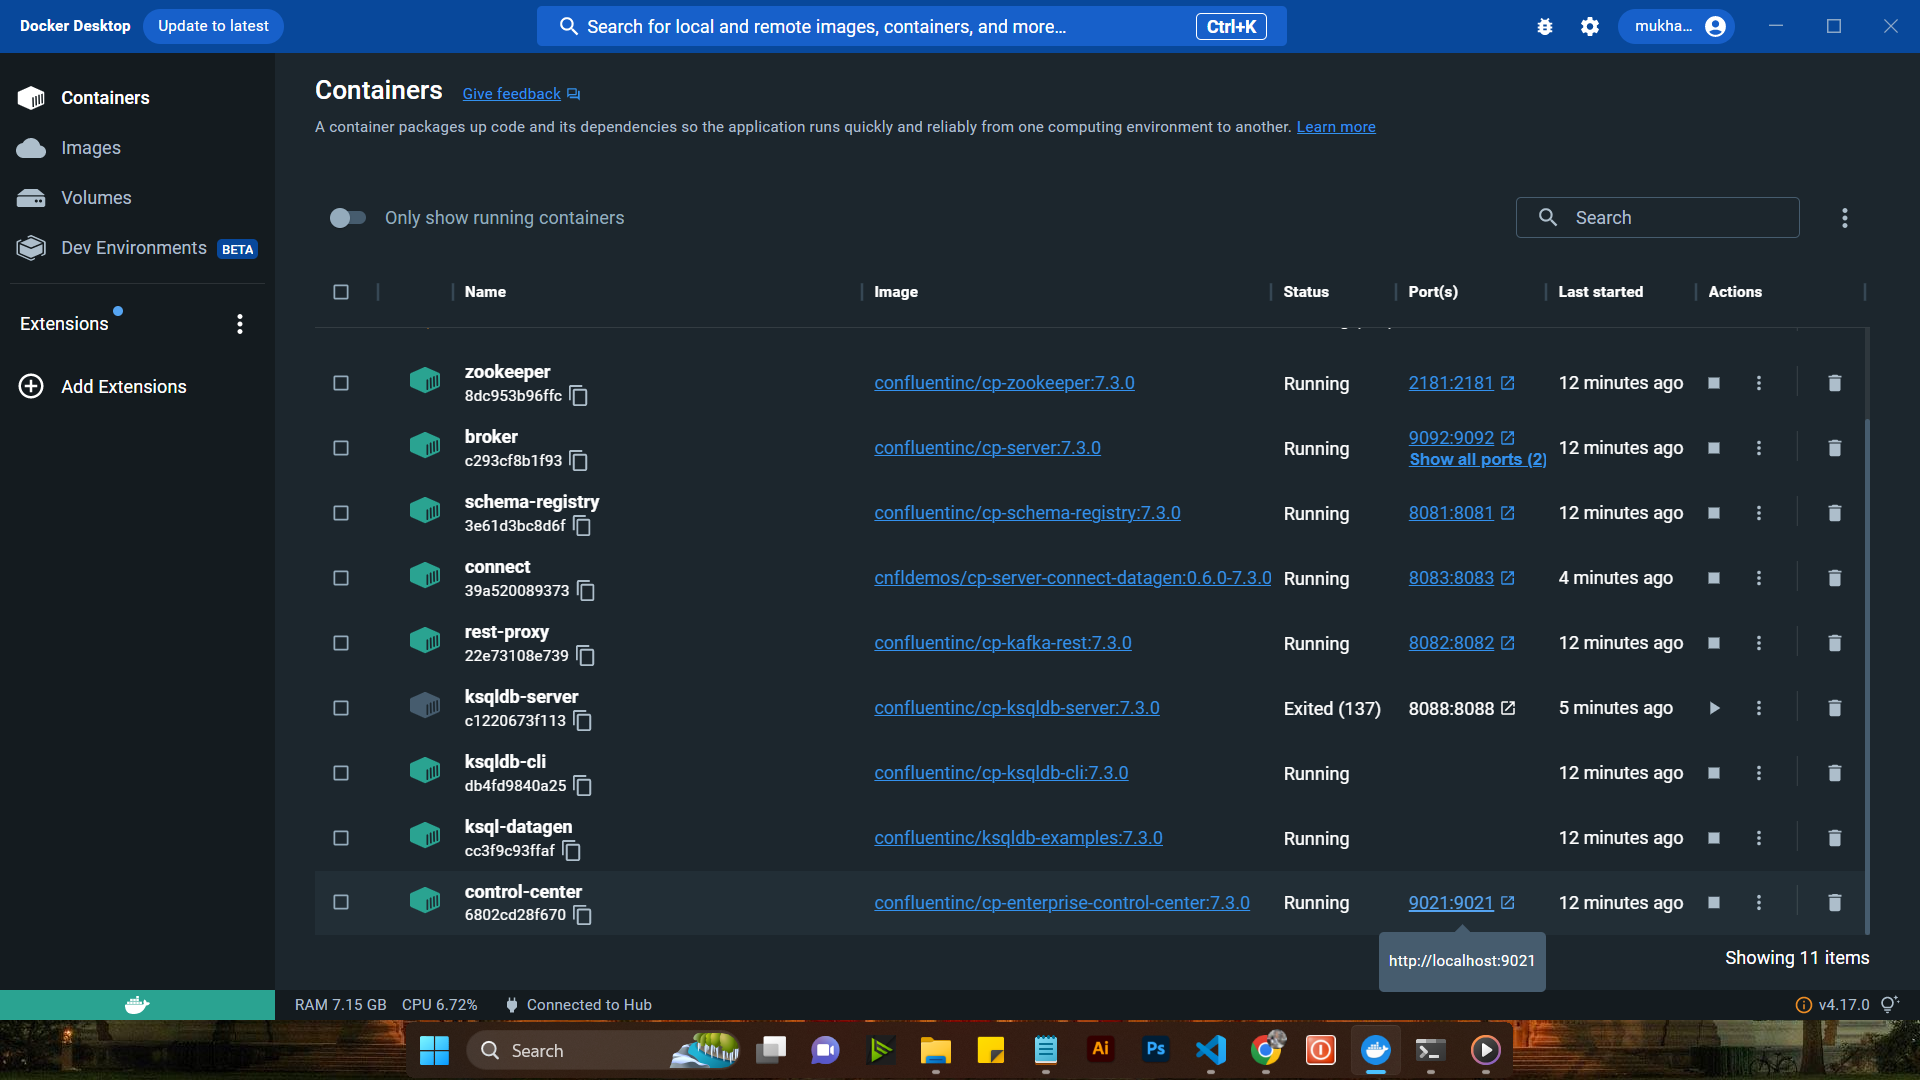 Docker Desktop
Update to latest
Search for local and remote images, containers, and more...
Ctrl+K
mukha...
Containers
Images
Volumes
Dev Environments
BETA
Extensions
Add Extensions
Containers
Give feedback
A container packages up code and its dependencies so the application runs quickly and reliably from one computing environment to another. Learn more
Only show running containers
Search
Name
Image
Status
Port(s)
Last started
Actions
zookeeper
8dc953b96ffc
confluentinc/cp-zookeeper:7.3.0
Running
2181:2181
12 minutes ago
broker
c293cf8b1f93
confluentinc/cp-server:7.3.0
Running
9092:9092
Show all ports (2)
12 minutes ago
schema-registry
3e61d3bc8d6f
confluentinc/cp-schema-registry:7.3.0
Running
8081:8081
12 minutes ago
connect
39a520089373
cnfldemos/cp-server-connect-datagen:0.6.0-7.3.0
Running
8083:8083
4 minutes ago
rest-proxy
22e73108e739
confluentinc/cp-kafka-rest:7.3.0
Running
8082:8082
12 minutes ago
ksqldb-server
c1220673f113
confluentinc/cp-ksqldb-server:7.3.0
Exited (137)
8088:8088
5 minutes ago
ksqldb-cli
db4fd9840a25
confluentinc/cp-ksqldb-cli:7.3.0
Running
12 minutes ago
ksql-datagen
cc3f9c93ffaf
confluentinc/ksqldb-examples:7.3.0
Running
12 minutes ago
control-center
6802cd28f670
confluentinc/cp-enterprise-control-center:7.3.0
Running
9021:9021
12 minutes ago
http://localhost:9021
Showing 11 items
RAM 7.15 GB
CPU 6.72%
Connected to Hub
v4.17.0
Search
Ai
Ps